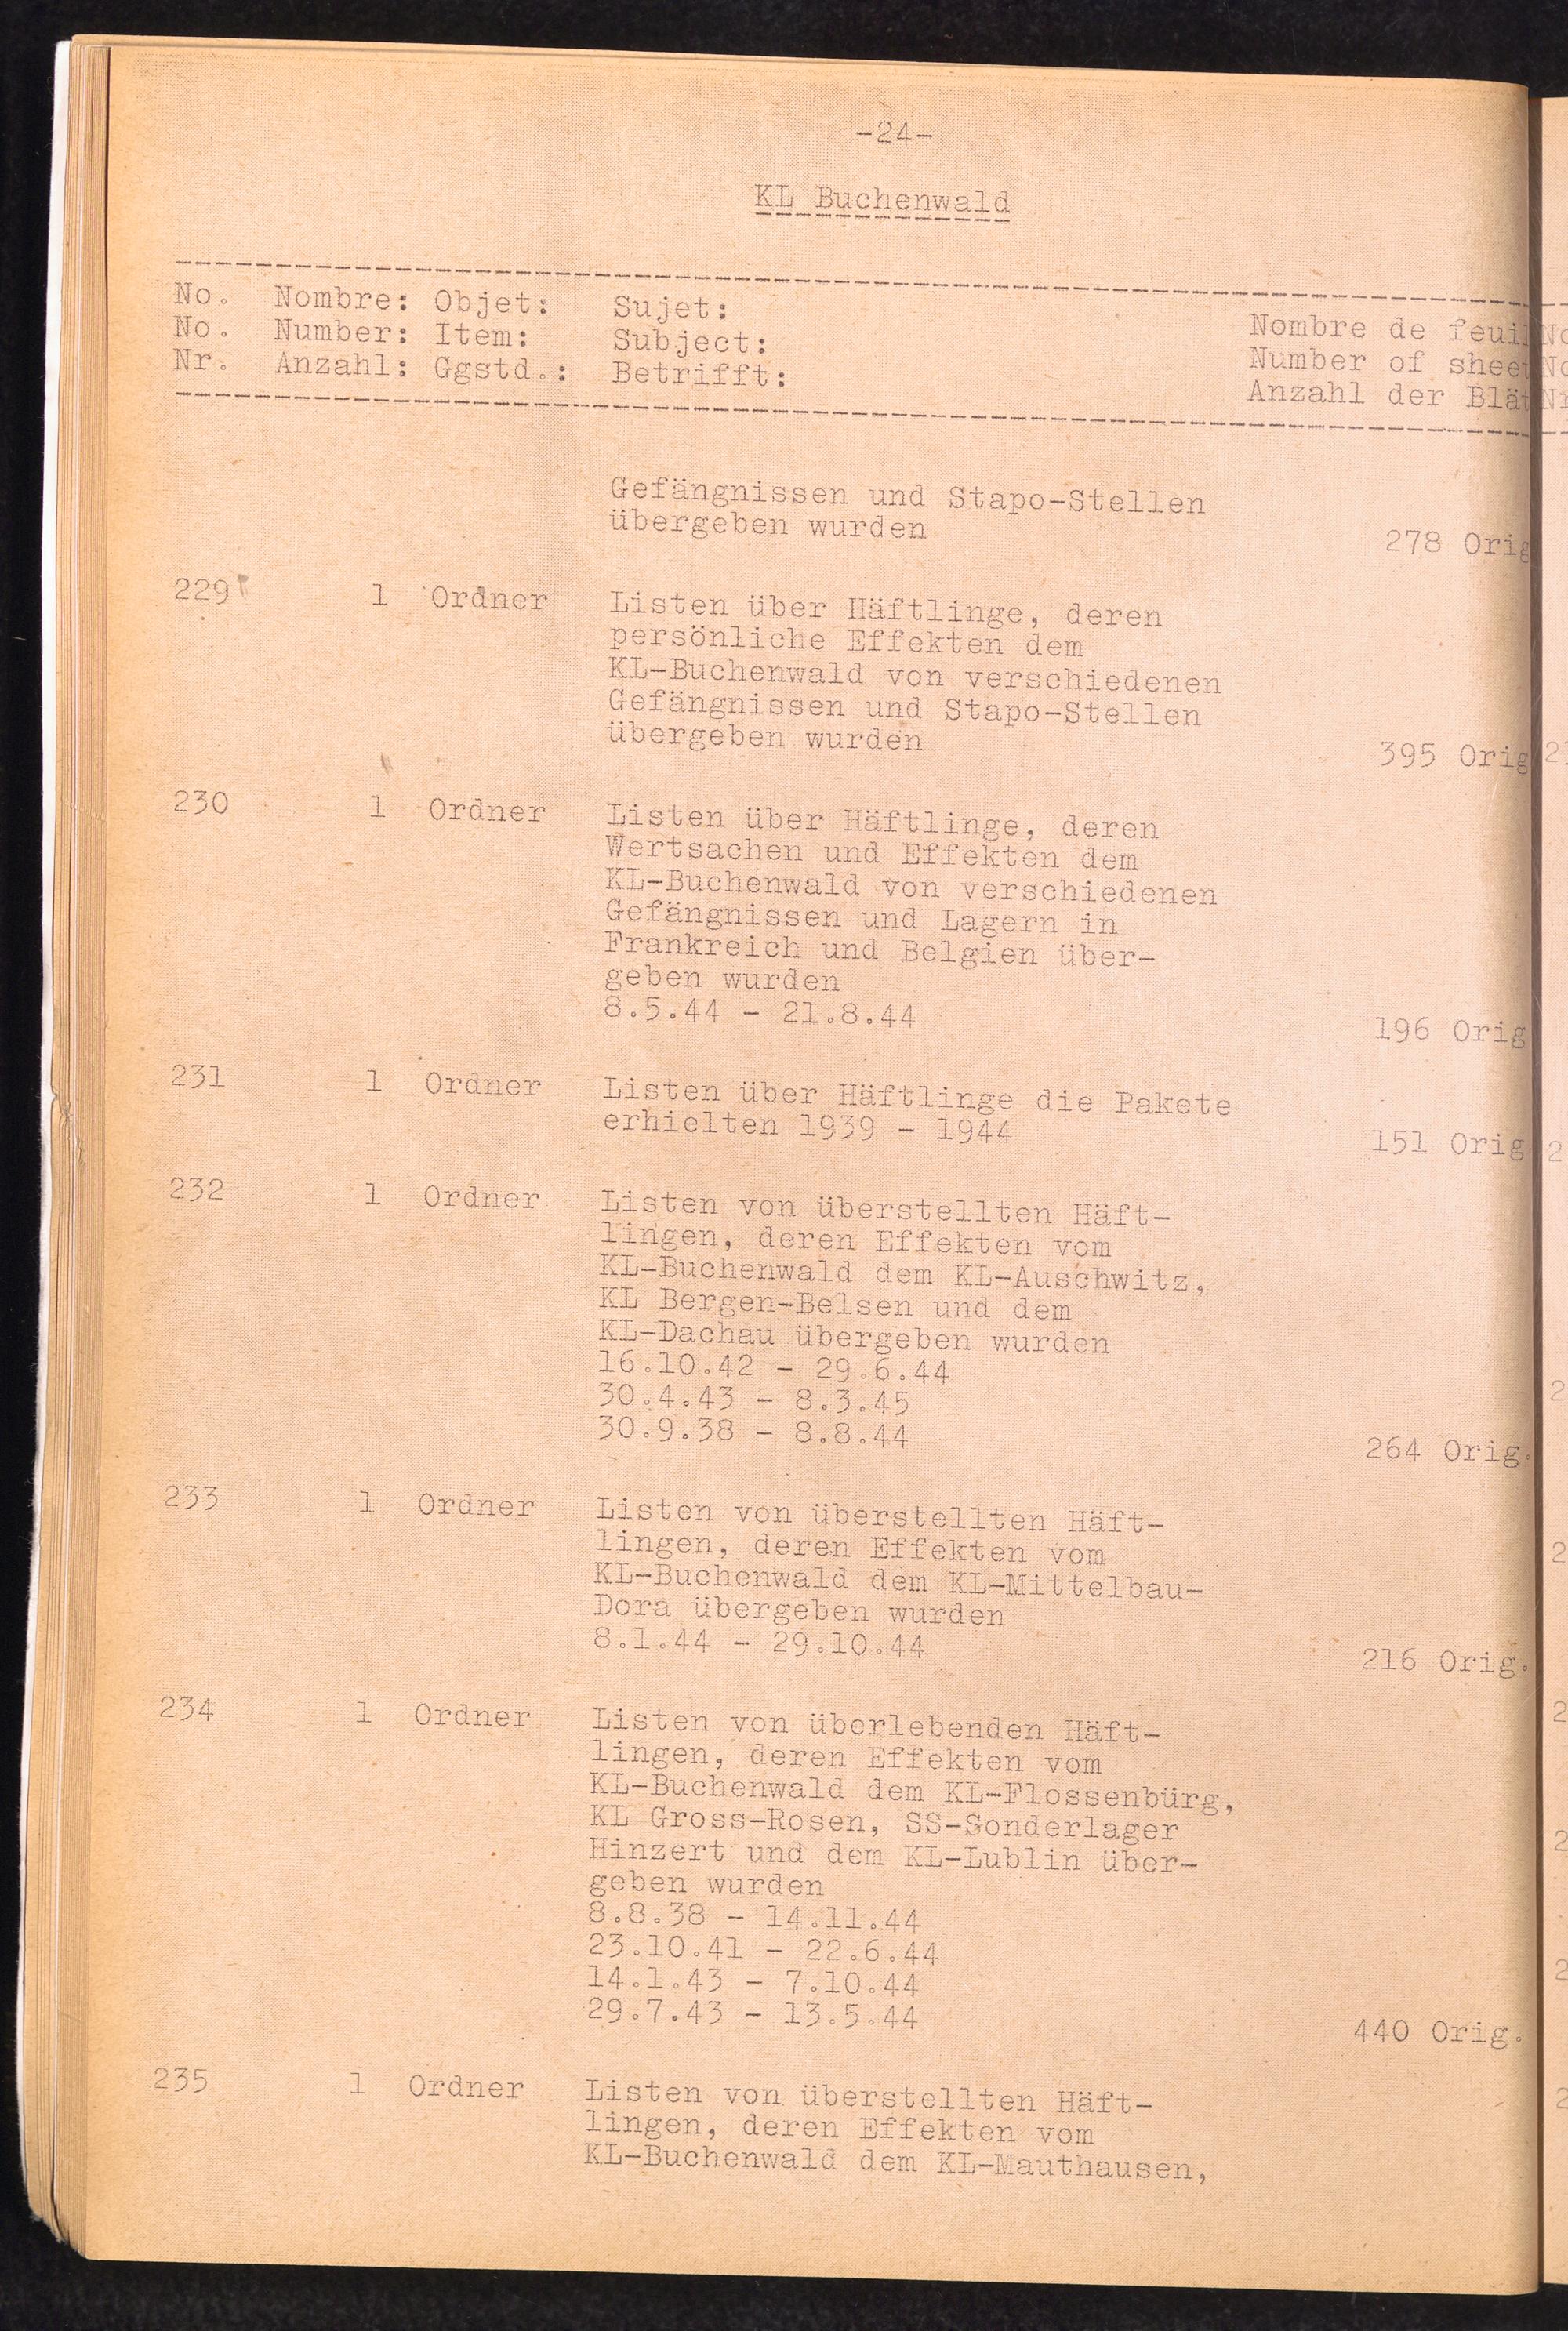 -24-
KL Buchenwald
No. Nombre: Objet: Sujet: Nombre de feuil
No. Number: Item: Subject: Number of sheet
Nr. Anzahl: Ggstd.: Betrifft: Anzahl der Blät
Gefängnissen und Stapo-Stellen
übergeben wurden 278 Orig
229 1 Ordner Listen über Häftlinge, deren
persönliche Effekten dem
KL-Buchenwald von verschiedenen
Gefängnissen und Stapo-Stellen
übergeben wurden 395 Orig
230 1 Ordner Listen über Häftlinge, deren
Wertsachen und Effekten dem
KL-Buchenwald von verschiedenen
Gefängnissen und Lagern in
Frankreich und Belgien über-
geben wurden
8.5.44 - 21.8.44 196 Orig
231 1 Ordner Listen über Häftlinge die Pakete
erhielten 1939 - 1944 151 Orig
232 1 Ordner Listen von überstellten Häft-
lingen, deren Effekten vom
KL-Buchenwald dem KL-Auschwitz,
KL Bergen-Belsen und dem
KL-Dachau übergeben wurden
16.10.42 - 29.6.44
30.4.43 - 8.3.45
30.9.38 - 8.8.44 264 Orig.
233 1 Ordner Listen von überstellten Häft-
lingen, deren Effekten vom
KL-Buchenwald dem KL-Mittelbau-
Dora übergeben wurden
8.1.44 - 29.10.44 216 Orig.
234 1 Ordner Listen von überlebenden Häft-
lingen, deren Effekten vom
KL-Buchenwald dem KL-Flossenbürg,
KL Gross-Rosen, SS-Sonderlager
Hinzert und dem KL-Lublin über-
geben wurden
8.8.38 - 14.11.44
23.10.41 - 22.6.44
14.1.43 - 7.10.44
29.7.43 - 13.5.44 440 Orig.
235 1 Ordner Listen von überstellten Häft-
lingen, deren Effekten vom
KL-Buchenwald dem KL-Mauthausen,